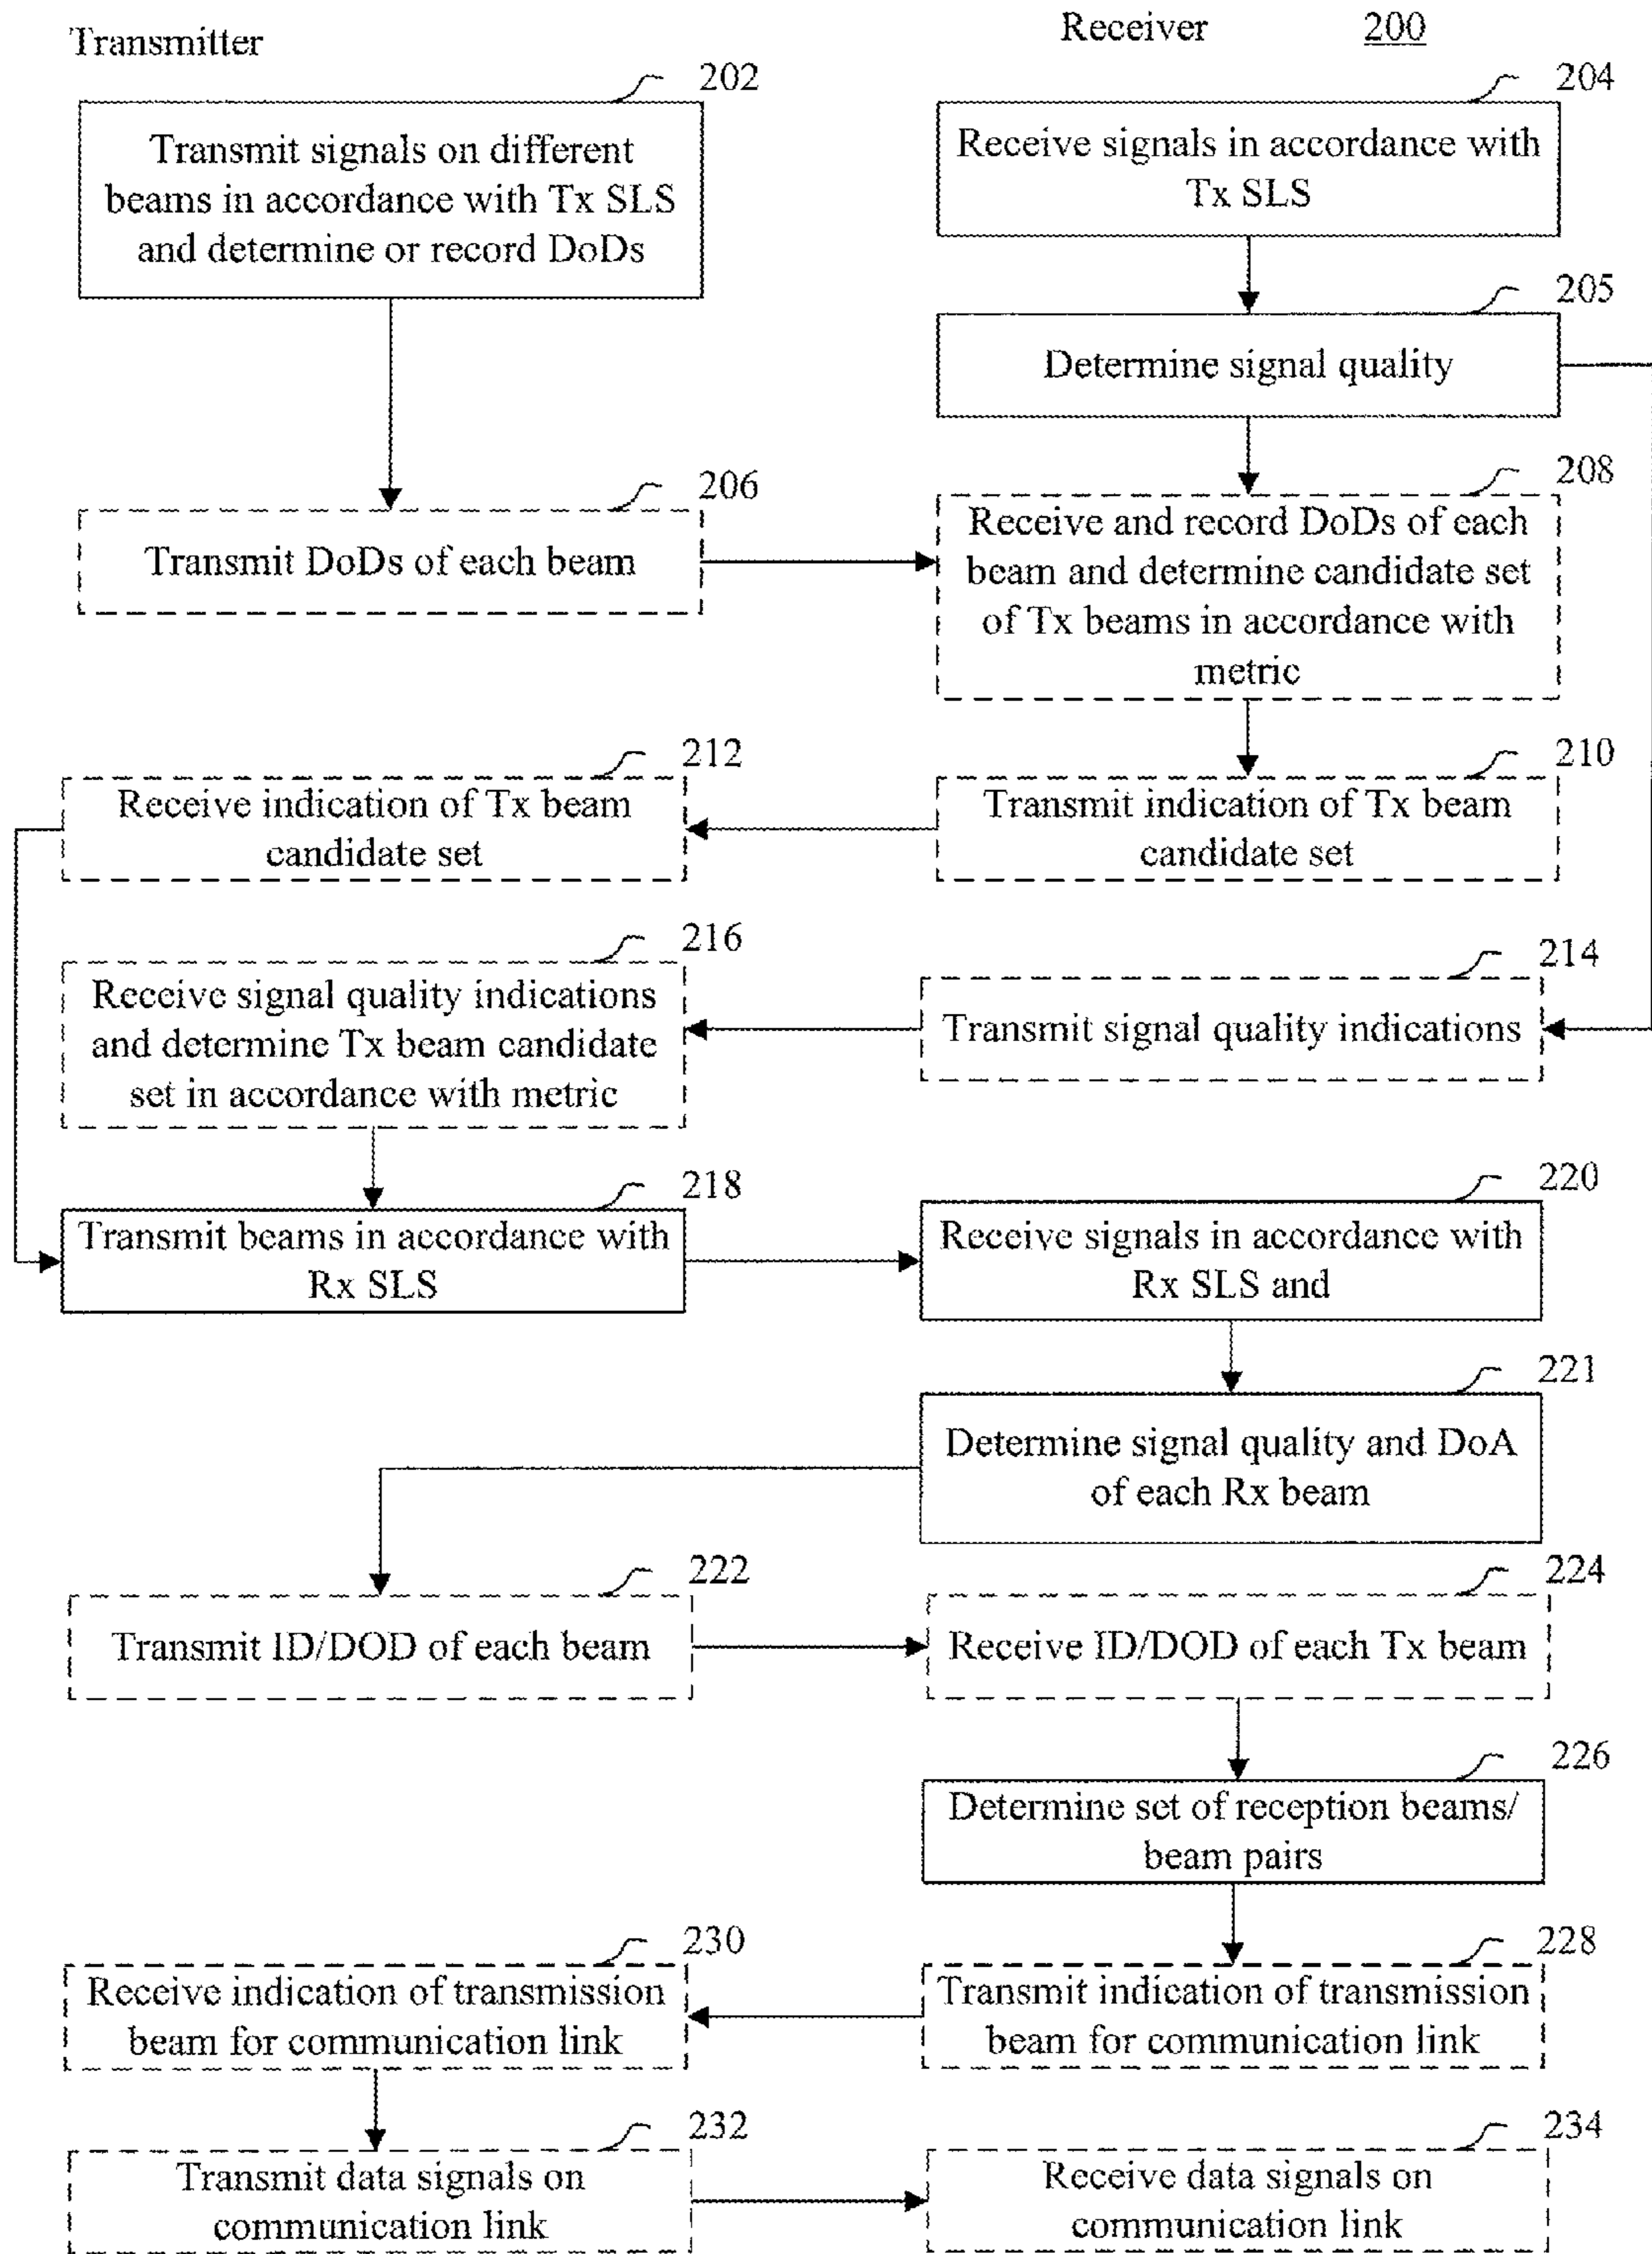 Transmitter
Receiver
200
202
Transmit signals on different
beams in accordance with Tx SLS
and determine or record DoDs
204
Receive signals in accordance with
Tx SLS
205
Determine signal quality
206
Transmit DoDs of each beam
208
Receive and record DoDs of each
beam and determine candidate set
of Tx beams in accordance with
metric
212
Receive indication of Tx beam
candidate set
210
Transmit indication of Tx beam
candidate set
216
Receive signal quality indications
and determine Tx beam candidate
set in accordance with metric
214
Transmit signal quality indications
218
Transmit beams in accordance with
Rx SLS
220
Receive signals in accordance with
Rx SLS and
221
Determine signal quality and DoA
of each Rx beam
222
Transmit ID/DOD of each beam
224
Receive ID/DOD of each Tx beam
226
Determine set of reception beams/
beam pairs
230
Receive indication of transmission
beam for communication link
228
Transmit indication of transmission
beam for communication link
232
Transmit data signals on
communication link
234
Receive data signals on
communication link